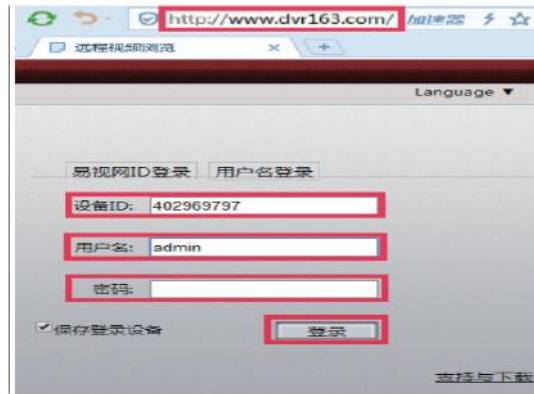 http://www.dvr163.com/ 加速器
远程视频浏览
Language ▼
易视网ID登录 用户名登录
设备ID: 402969797
用户名: admin
密码:
保存登录设备 登录
支持与下载